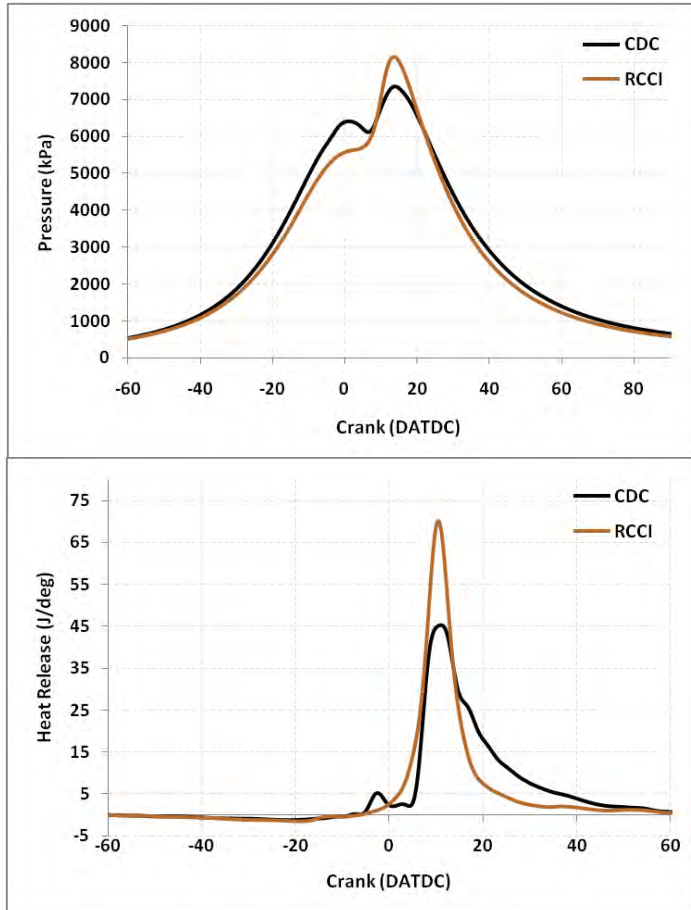 9000
8000
7000
6000
5000
4000
3000
2000
1000
0
Pressure (kPa)
CDC
RCCI
-60 -40 -20 0 20 40 60 80
Crank (DATDC)
75
65
55
45
35
25
15
5
-5
Heat Release (J/deg)
CDC
RCCI
-60 -40 -20 0 20 40 60
Crank (DATDC)